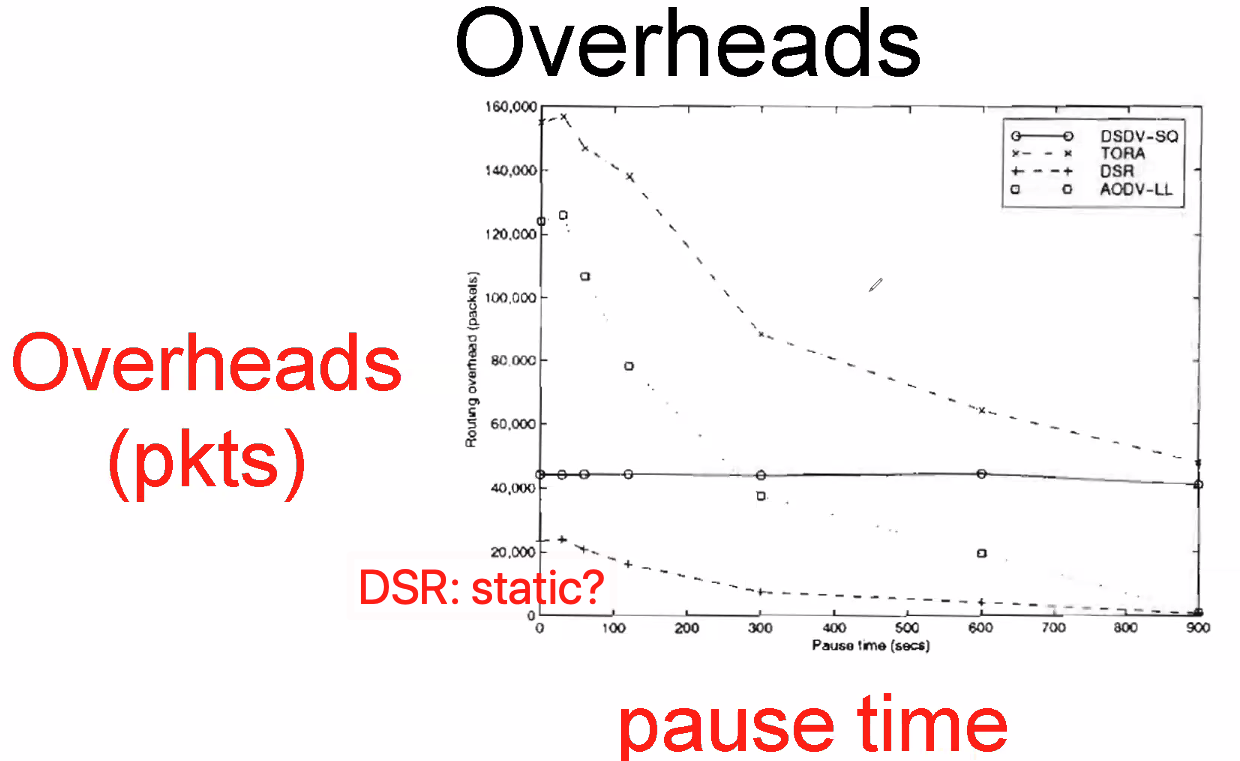 Overheads
160,000
140,000
120,000
100,000
80,000
60,000
40,000
20,000
0
Routing overhead (packets)
DSDV-SQ
TORA
DSR
AODV-LL
Overheads
(pkts)
DSR: static?
0 100 200 300 400 500 600 700 800 900
Pause time (secs)
pause time